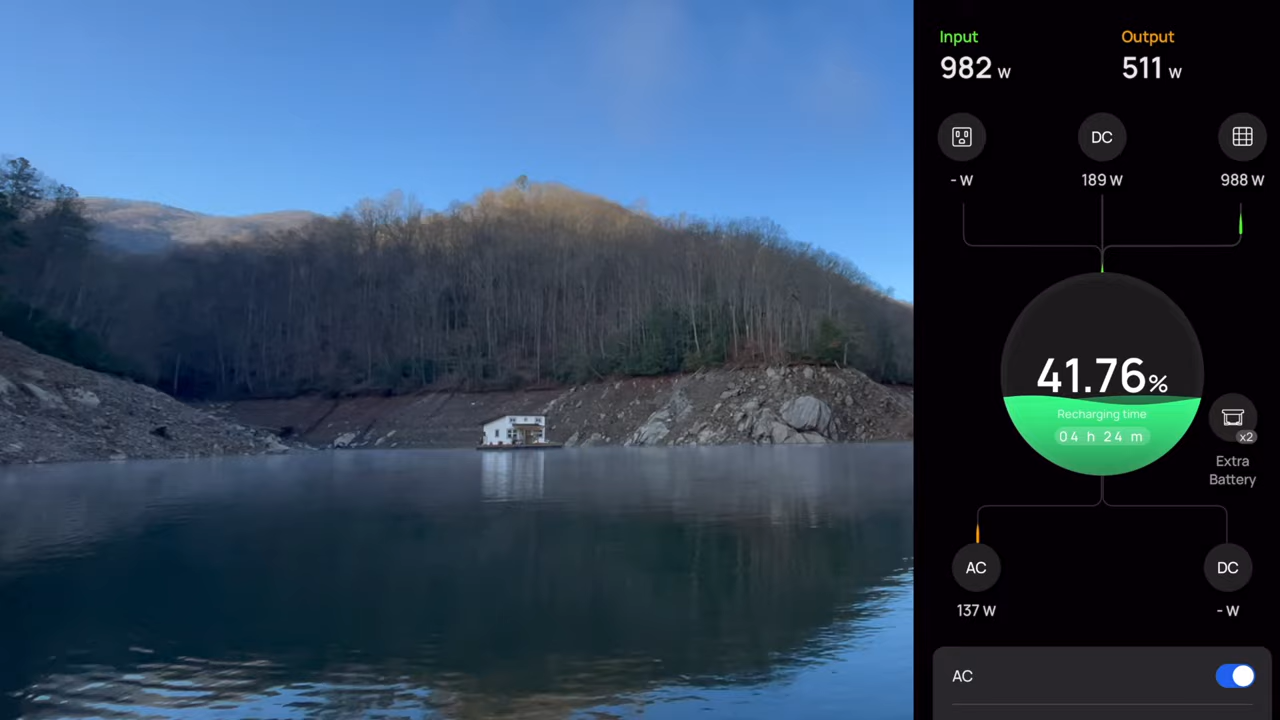 Input
Output
982 W
511 W
DC
- W
189 W
988 W
41.76%
Recharging time
04 h 24 m
x2
Extra
Battery
AC
DC
137 W
- W
AC